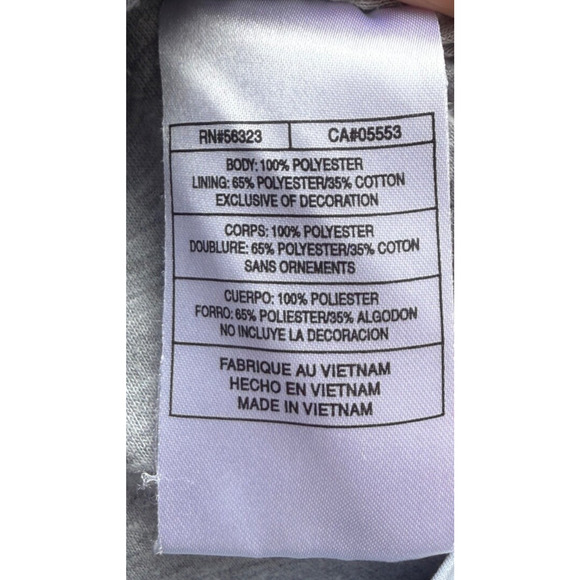 RN#56323 CA#05553
BODY: 100% POLYESTER
LINING: 65% POLYESTER/35% COTTON
EXCLUSIVE OF DECORATION
CORPS: 100% POLYESTER
DOUBLURE: 65% POLYESTER/35% COTON
SANS ORNEMENTS
CUERPO: 100% POLIESTER
FORRO: 65% POLIESTER/35% ALGODON
NO INCLUYE LA DECORACION
FABRIQUE AU VIETNAM
HECHO EN VIETNAM
MADE IN VIETNAM